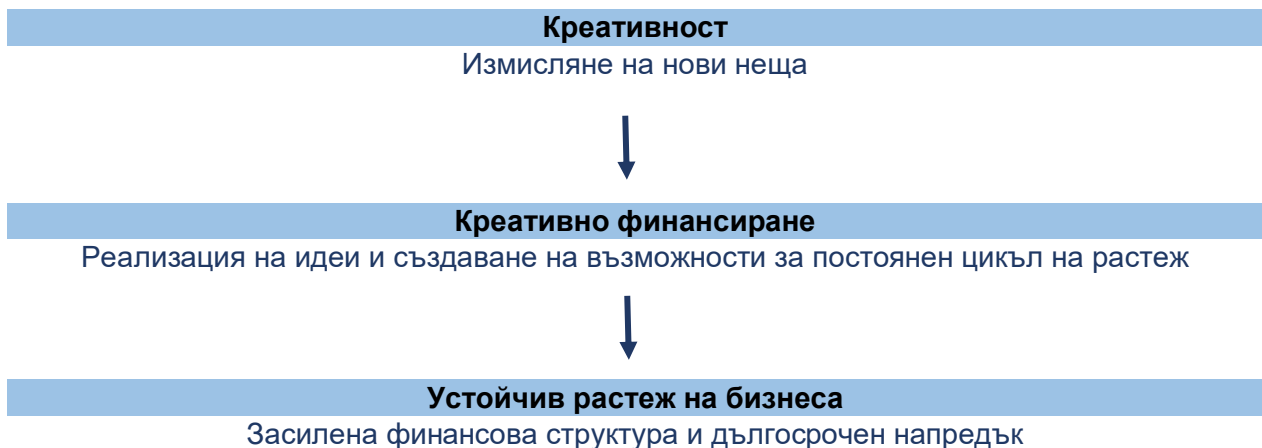 Креативност
Измисляне на нови неща
Креативно финансиране
Реализация на идеи и създаване на възможности за постоянен цикъл на растеж
Устойчив растеж на бизнеса
Засилена финансова структура и дългосрочен напредък